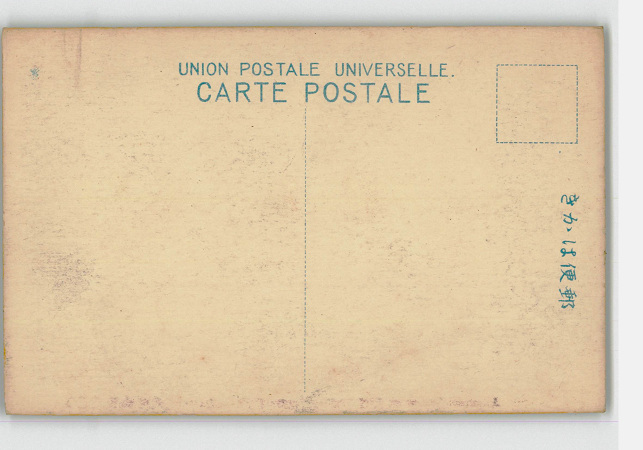 UNION POSTALE UNIVERSELLE.
CARTE POSTALE
きかは便郵